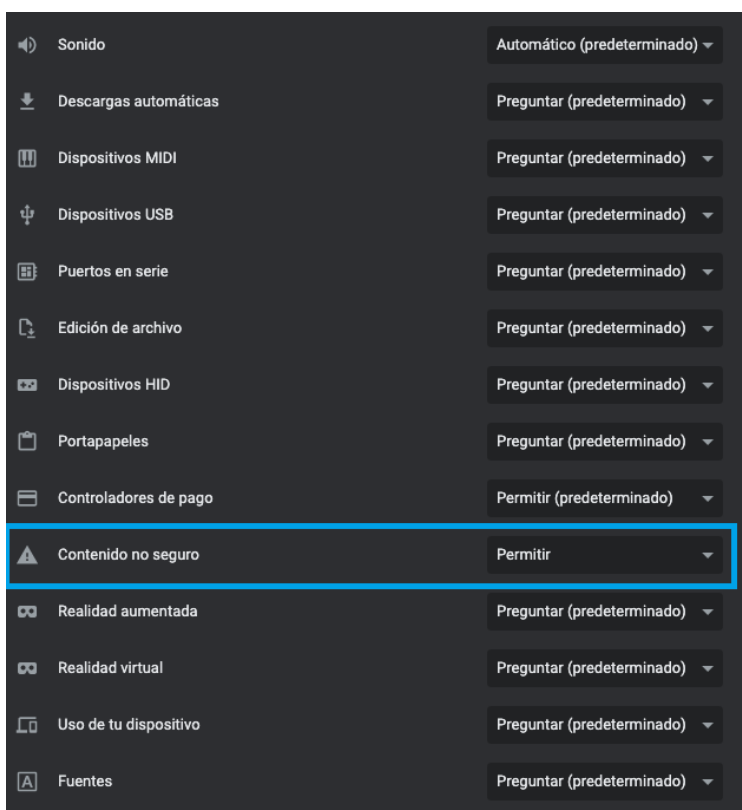 Sonido Automático (predeterminado)
Descargas automáticas Preguntar (predeterminado)
Dispositivos MIDI Preguntar (predeterminado)
Dispositivos USB Preguntar (predeterminado)
Puertos en serie Preguntar (predeterminado)
Edición de archivo Preguntar (predeterminado)
Dispositivos HID Preguntar (predeterminado)
Portapapeles Preguntar (predeterminado)
Controladores de pago Permitir (predeterminado)
Contenido no seguro Permitir
Realidad aumentada Preguntar (predeterminado)
Realidad virtual Preguntar (predeterminado)
Uso de tu dispositivo Preguntar (predeterminado)
Fuentes Preguntar (predeterminado)